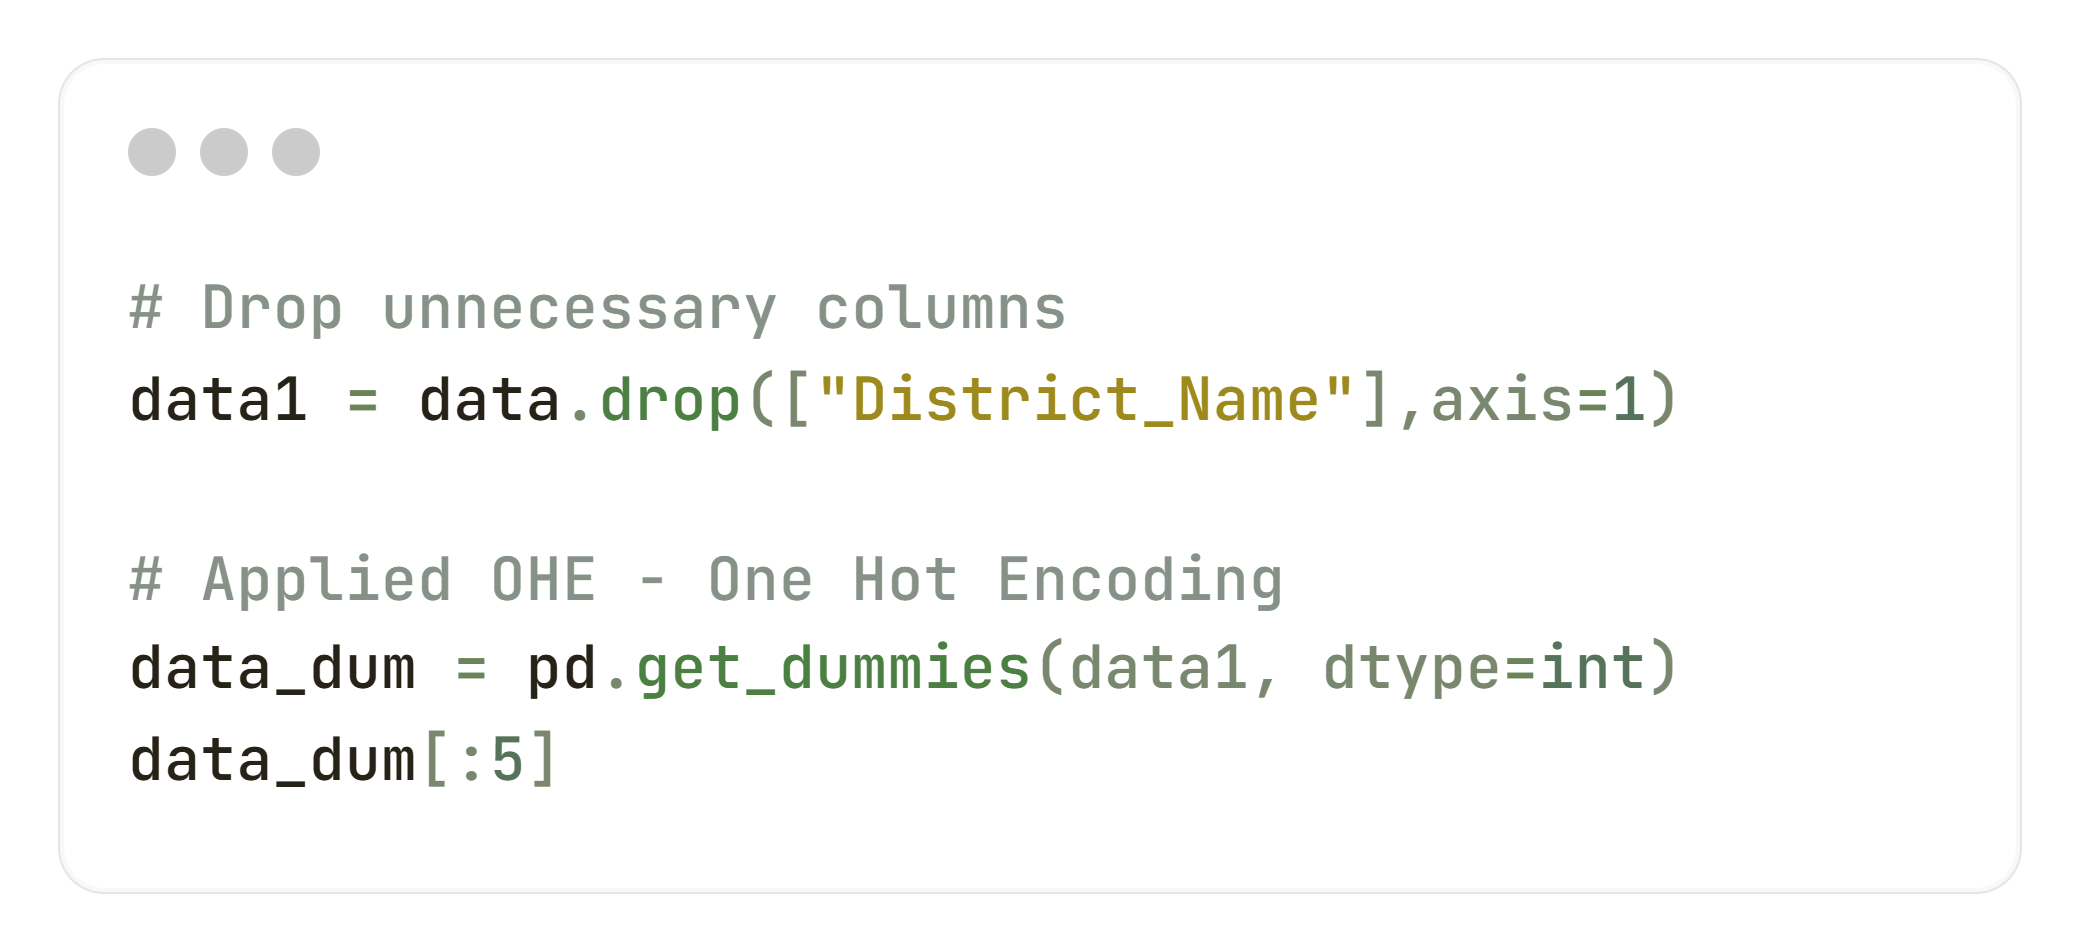 # Drop unnecessary columns
data1 = data.drop(["District_Name"],axis=1)
# Applied OHE - One Hot Encoding
data_dum = pd.get_dummies(data1, dtype=int)
data_dum[:5]